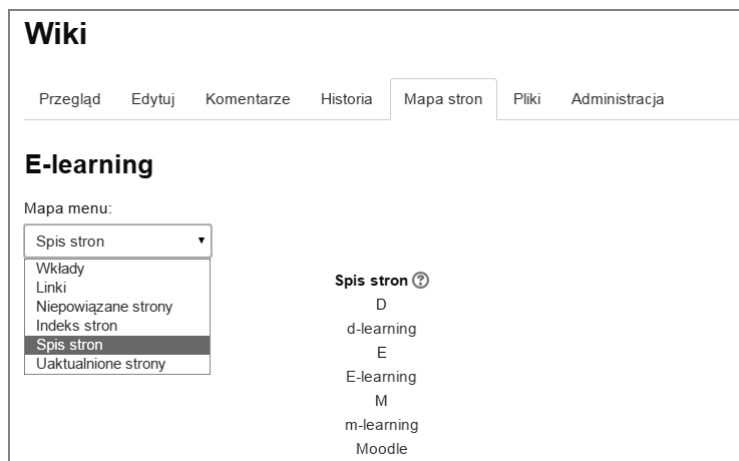 Wiki
Przegląd Edytuj Komentarze Historia Mapa stron Pliki Administracja
E-learning
Mapa menu:
Spis stron
Wkłady
Linki
Niepowiązane strony
Indeks stron
Spis stron
Uaktualnione strony
Spis stron ?
D
d-learning
E
E-learning
M
m-learning
Moodle